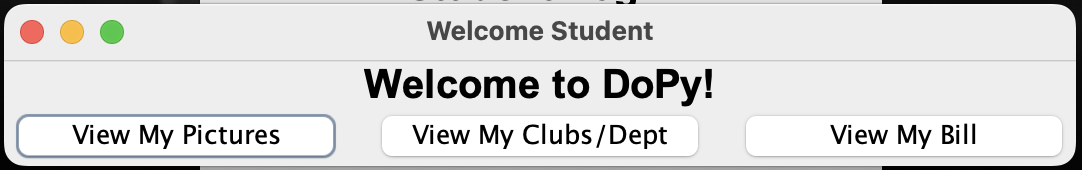 Welcome Student
Welcome to DoPy!
View My Pictures
View My Clubs/Dept
View My Bill